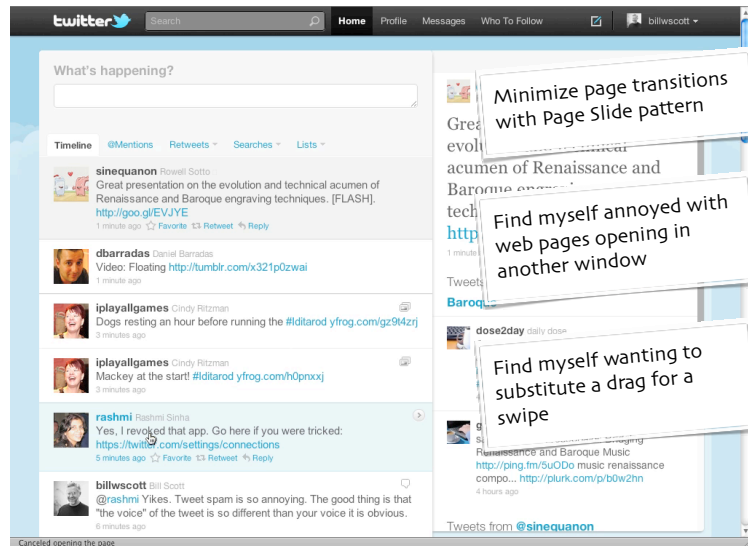 twitter
Search
Home Profile Messages Who To Follow
billwscott
What's happening?
Timeline @Mentions Retweets Searches Lists
sinequanon Rowell Sotto
Great presentation on the evolution and technical acumen of
Renaissance and Baroque engraving techniques. [FLASH].
http://goo.gl/EVJYE
1 minute ago Favorite Retweet Reply
dbarradas Daniel Barradas
Video: Floating http://tumblr.com/x321p0zwai
1 minute ago
iplayallgames Cindy Ritzman
Dogs resting an hour before running the #Iditarod yfrog.com/gz9t4zrj
3 minutes ago
iplayallgames Cindy Ritzman
Mackey at the start! #Iditarod yfrog.com/h0pnxxj
3 minutes ago
rashmi Rashmi Sinha
Yes, I revoked that app. Go here if you were tricked:
https://twitter.com/settings/connections
5 minutes ago Favorite Retweet Reply
billwscott Bill Scott
@rashmi Yikes. Tweet spam is so annoying. The good thing is that
"the voice" of the tweet is so different than your voice it is obvious.
6 minutes ago
Minimize page transitions
with Page Slide pattern
acumen of Renaissance and
Baroque
Find myself annoyed with
web pages opening in
another window
1 minute
Tweets
dose2day daily dose
Find myself wanting to
substitute a drag for a
swipe
Renaissance and Baroque Music
http://ping.fm/5uODo music renaissance
compo... http://plurk.com/p/b0w2hn
4 hours ago
Tweets from @sinequanon
Canceled opening the page